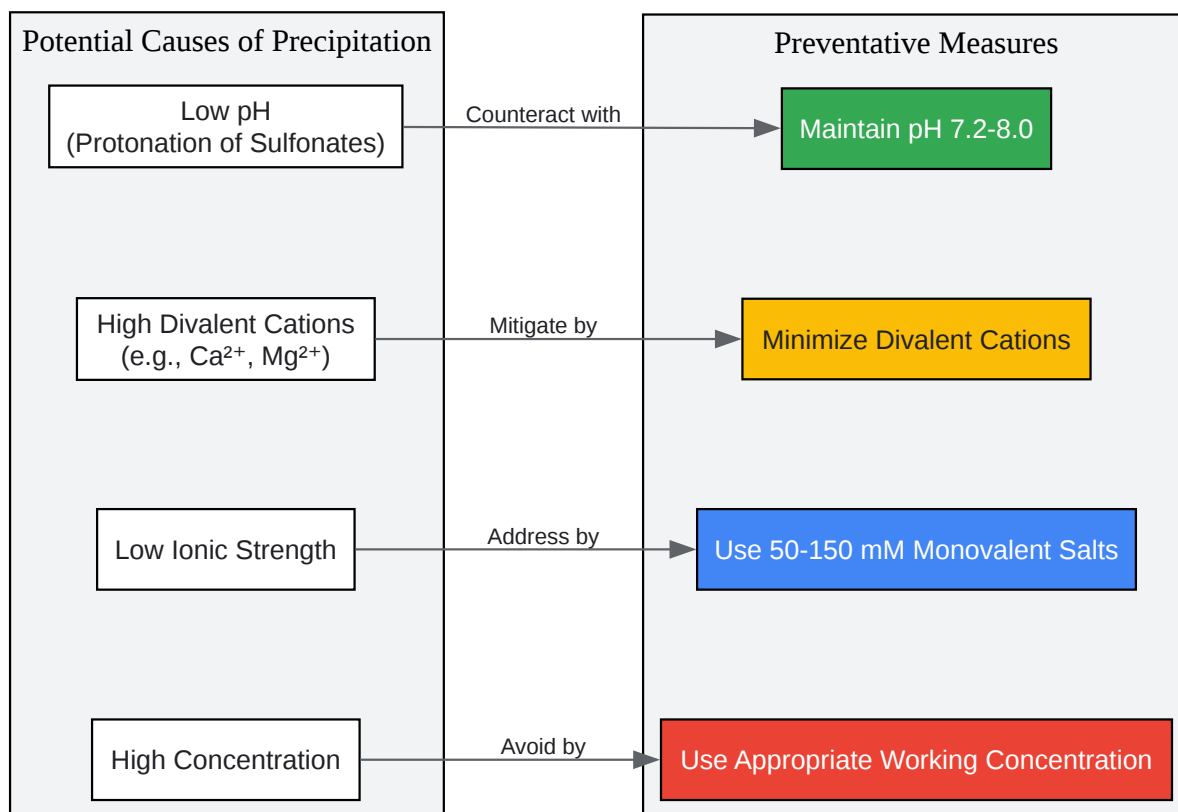 Potential Causes of Precipitation
Preventative Measures
Low pH
(Protonation of Sulfonates)
Counteract with
Maintain pH 7.2-8.0
High Divalent Cations
(e.g., Ca²⁺, Mg²⁺)
Mitigate by
Minimize Divalent Cations
Low Ionic Strength
Address by
Use 50-150 mM Monovalent Salts
High Concentration
Avoid by
Use Appropriate Working Concentration